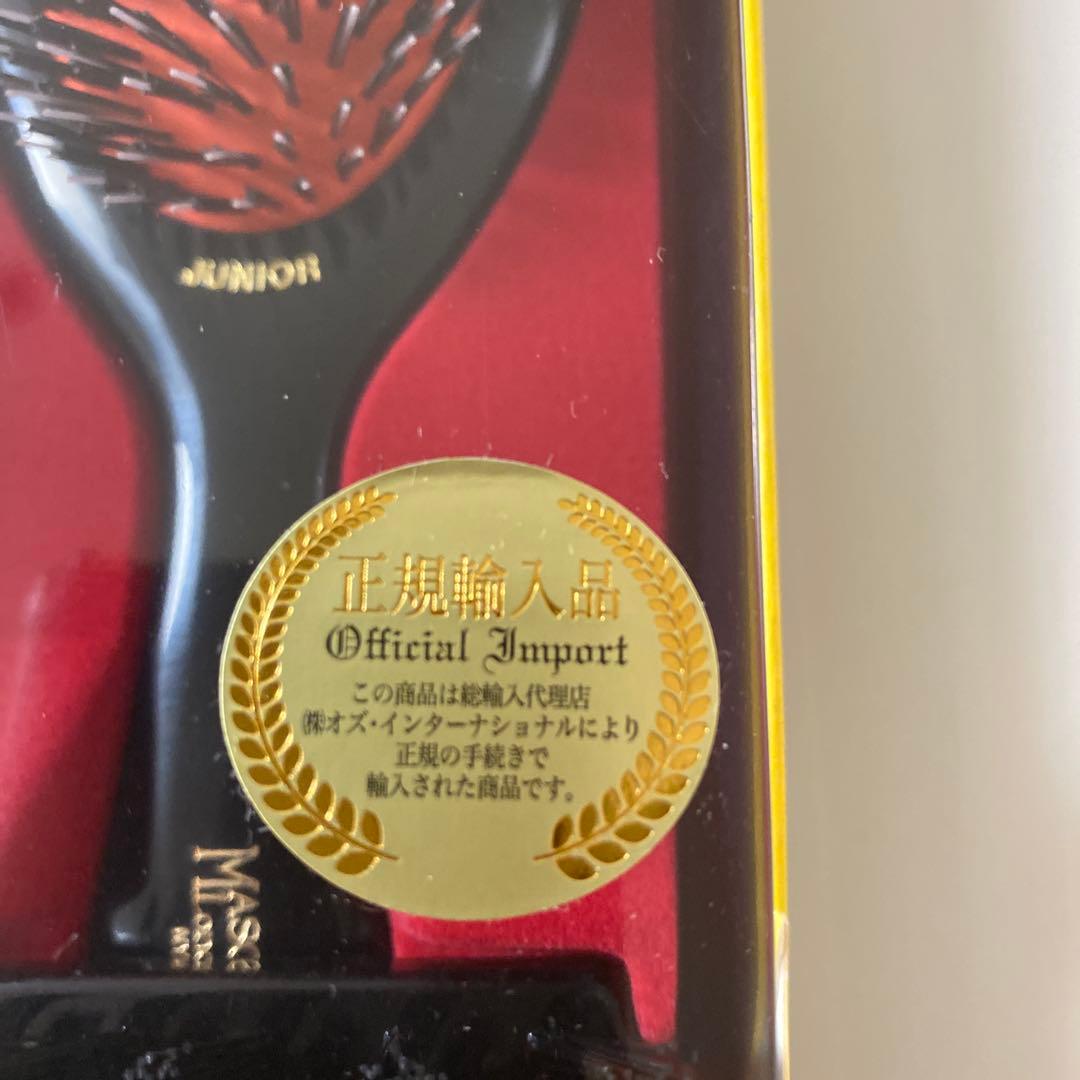 JUNIOR
正規輸入品
Official Import
この商品は総輸入代理店
㈱オズ・インターナショナルにより
正規の手続きで
輸入された商品です。